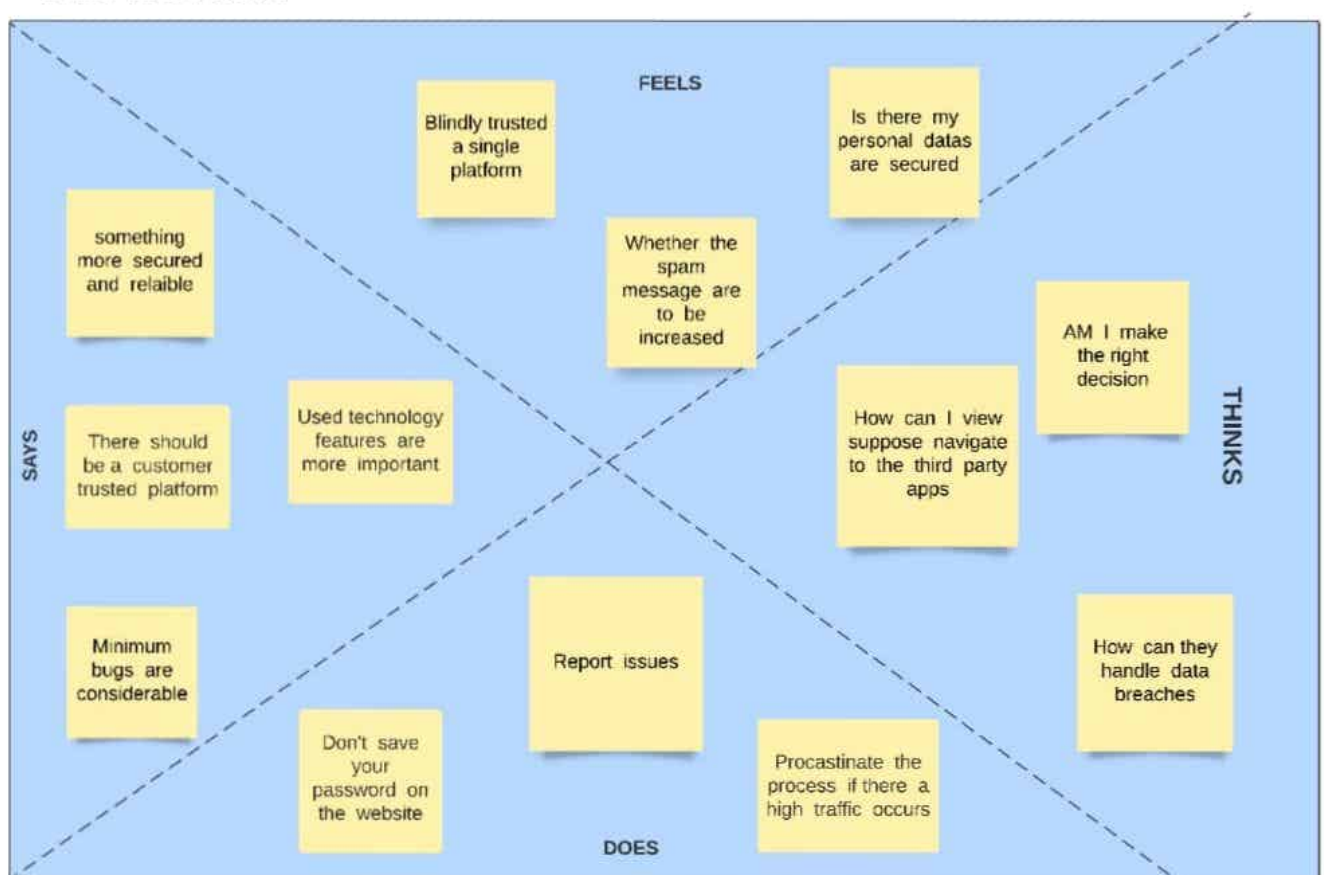 FEELS
Blindly trusted
a single
platform
Is there my
personal datas
are secured
Whether the
spam
message are
to be
increased
SAYS
something
more secured
and relaible
There should
be a customer
trusted platform
Used technology
features are
more important
Minimum
bugs are
considerable
THINKS
AM I make
the right
decision
How can I view
suppose navigate
to the third party
apps
How can they
handle data
breaches
Report issues
Don't save
your
password on
the website
Procastinate the
process if there a
high traffic occurs
DOES